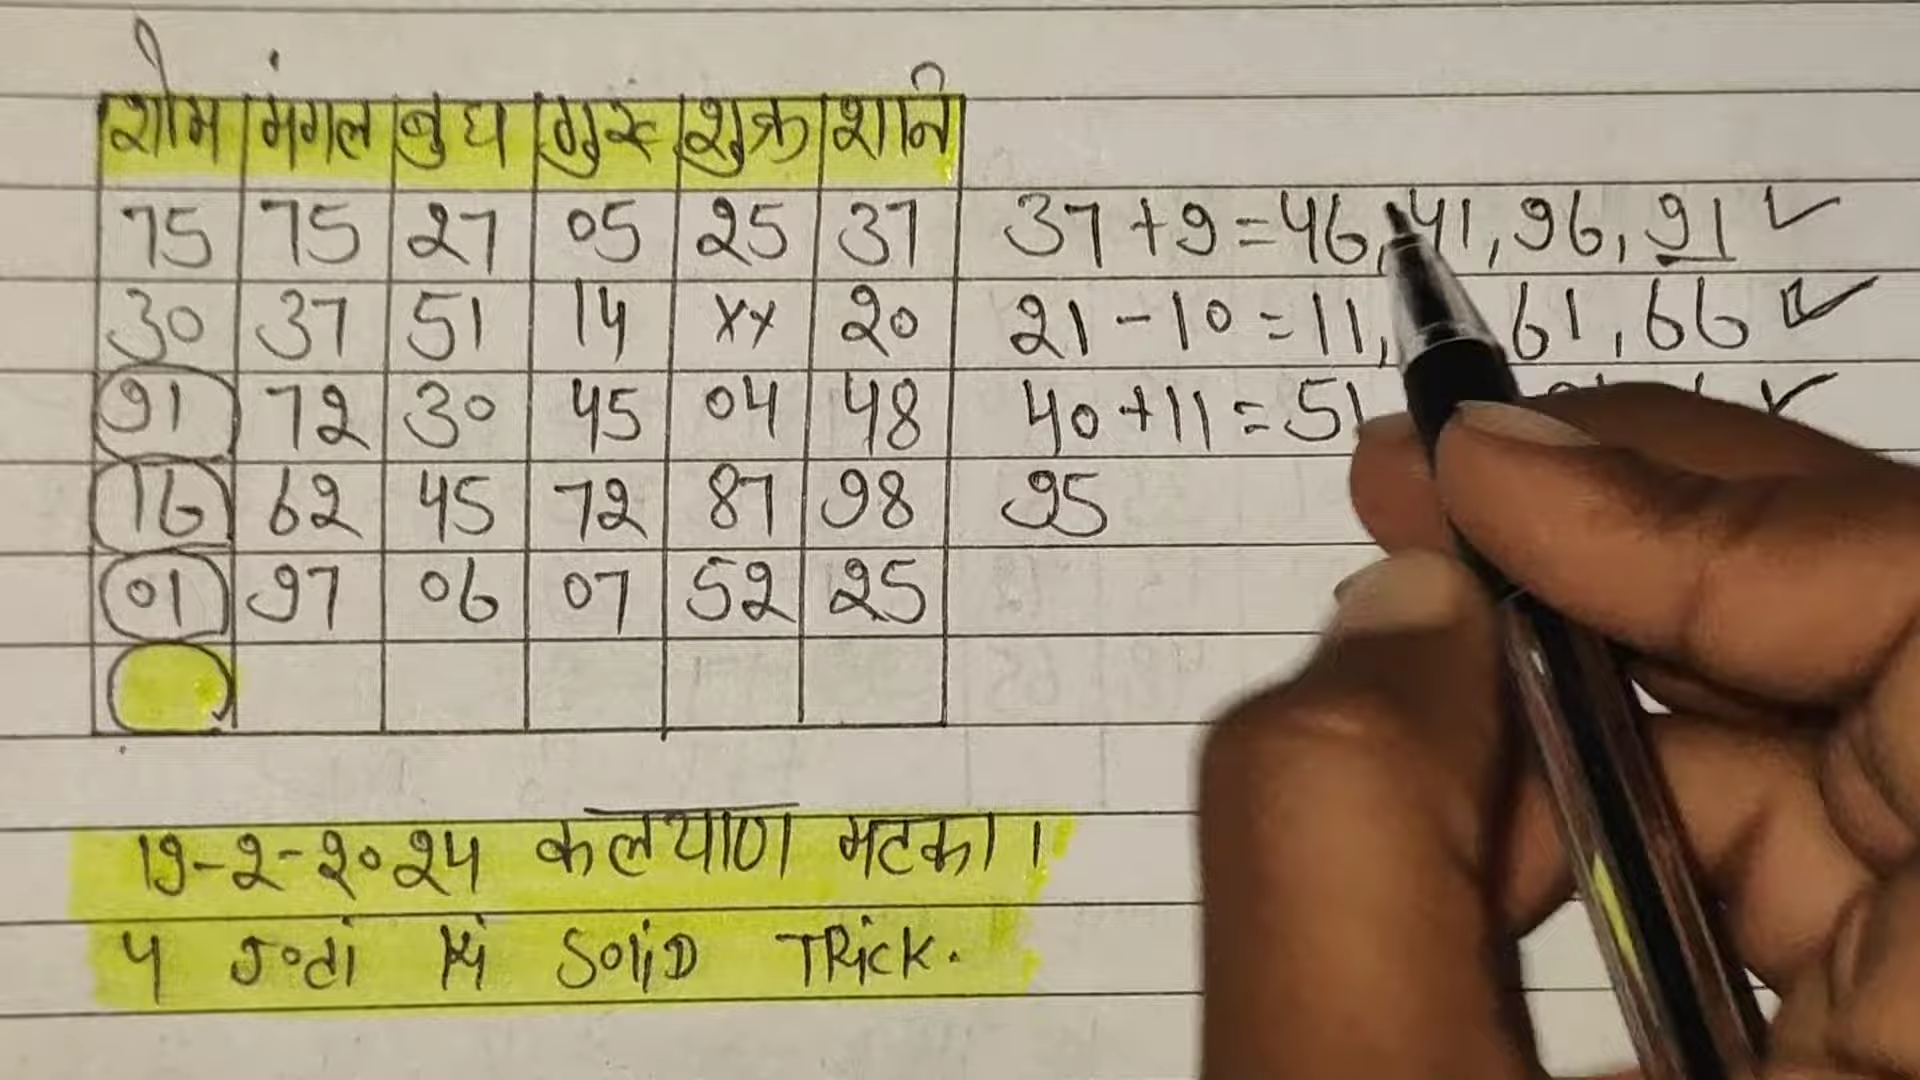 शोम मंगल बुध गुरु शुक्र शनि
75 75 27 05 25 37 37+9=46,41,96,91 ✓
30 37 51 14 xx 20 21-10=11, 61,66 ✓
91 72 30 45 04 48 40+11=51
16 62 45 72 87 98 95
01 97 06 07 52 25
19-2-2024 कल्याण मटका।
4 Jodi Ki SoliD TRicK.